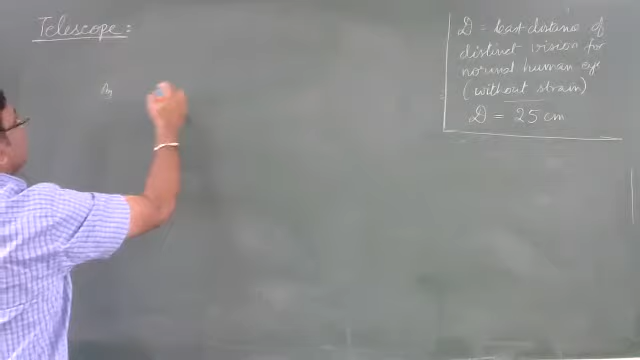 Telescope:
D = least distance of
distinct vision for
normal human eye
(without strain)
D = 25 cm